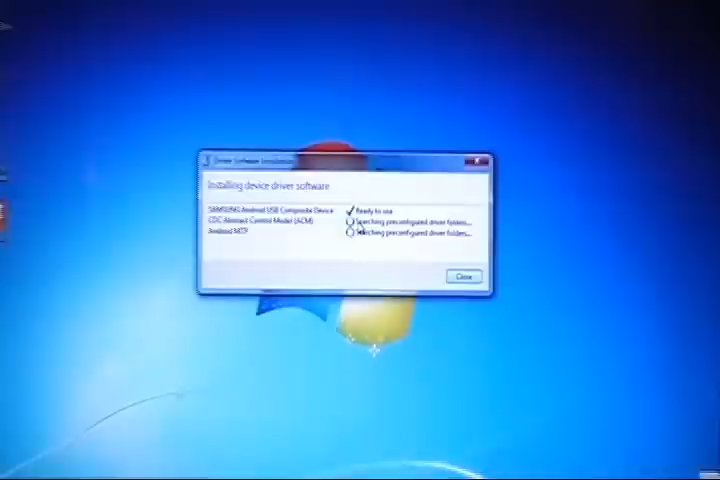 Driver Software Installation
Installing device driver software
SAMSUNG Android USB Composite Device Ready to use
CDC Abstract Control Model (ACM) Searching preconfigured driver folders...
Android MTP Searching preconfigured driver folders...
Close